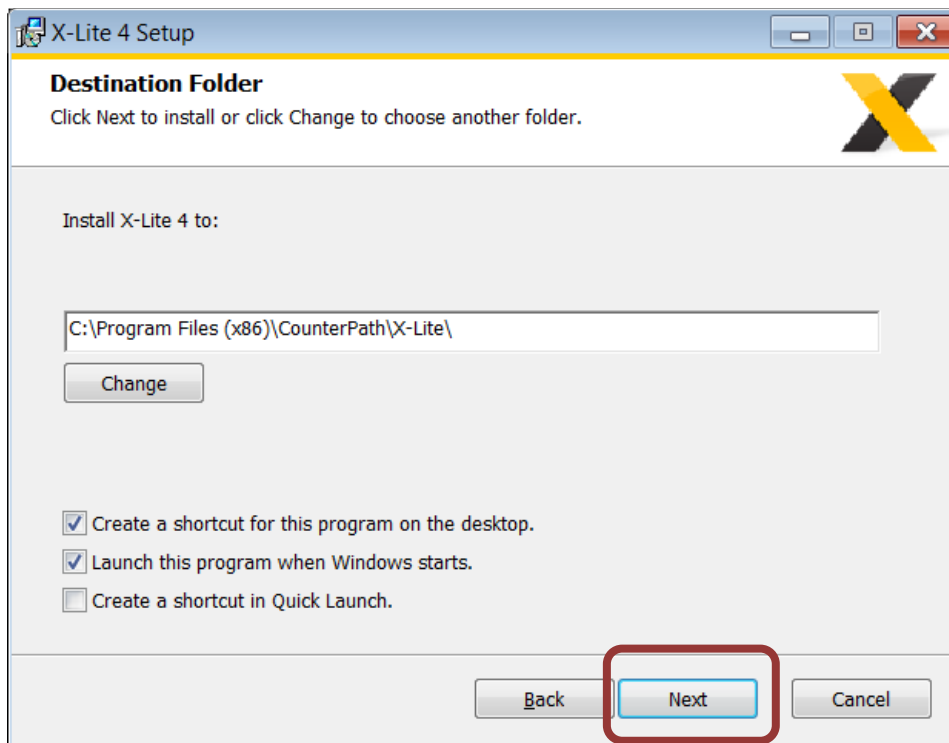 X-Lite 4 Setup
Destination Folder
Click Next to install or click Change to choose another folder.
Install X-Lite 4 to:
C:\Program Files (x86)\CounterPath\X-Lite\
Change
Create a shortcut for this program on the desktop.
Launch this program when Windows starts.
Create a shortcut in Quick Launch.
Back Next Cancel